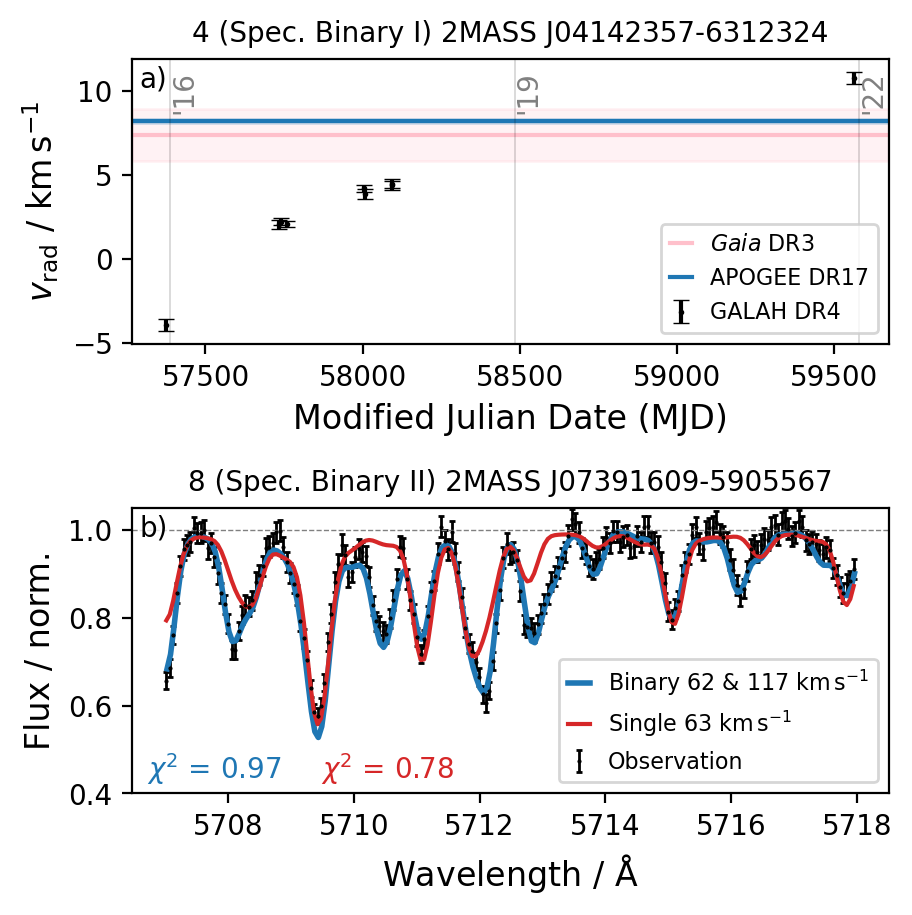 4 (Spec. Binary I) 2MASS J04142357-6312324
a)
'16
'19
'22
10
5
0
−5
v_rad / km s⁻¹
Gaia DR3
APOGEE DR17
GALAH DR4
57500 58000 58500 59000 59500
Modified Julian Date (MJD)
8 (Spec. Binary II) 2MASS J07391609-5905567
b)
1.0
0.8
0.6
0.4
Flux / norm.
Binary 62 & 117 km s⁻¹
Single 63 km s⁻¹
Observation
χ² = 0.97 χ² = 0.78
5708 5710 5712 5714 5716 5718
Wavelength / Å